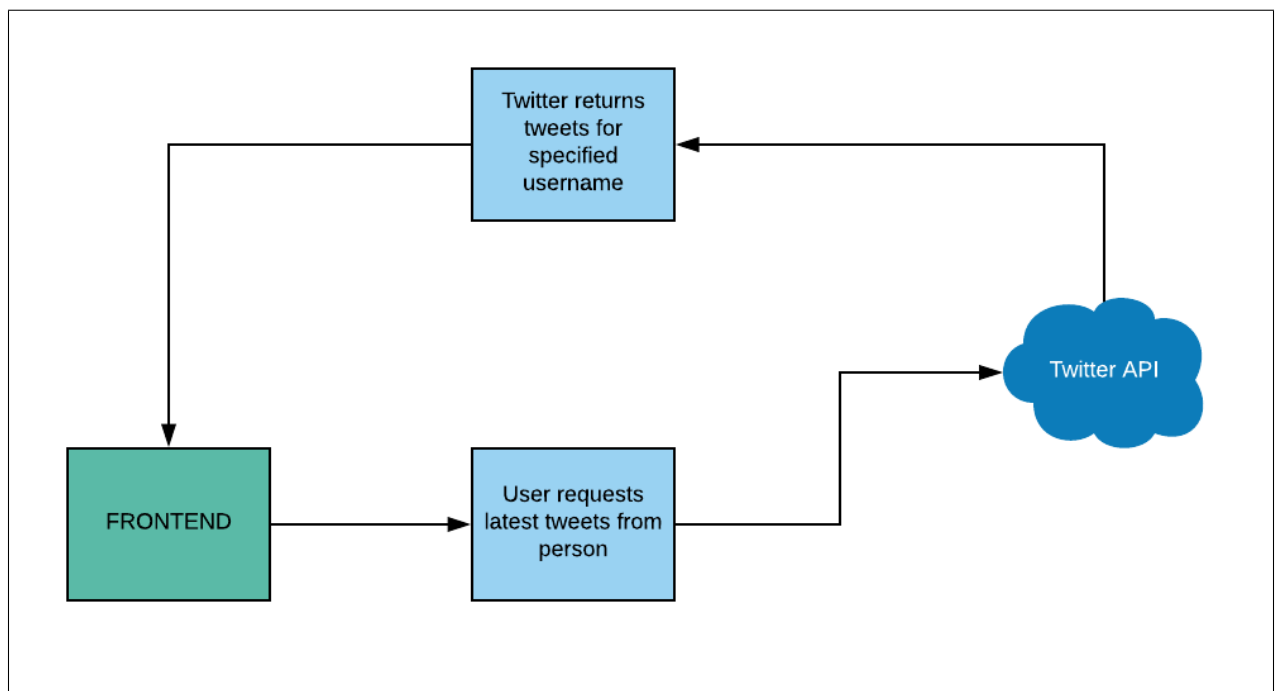 Twitter returns
tweets for
specified
username
Twitter API
FRONTEND
User requests
latest tweets from
person